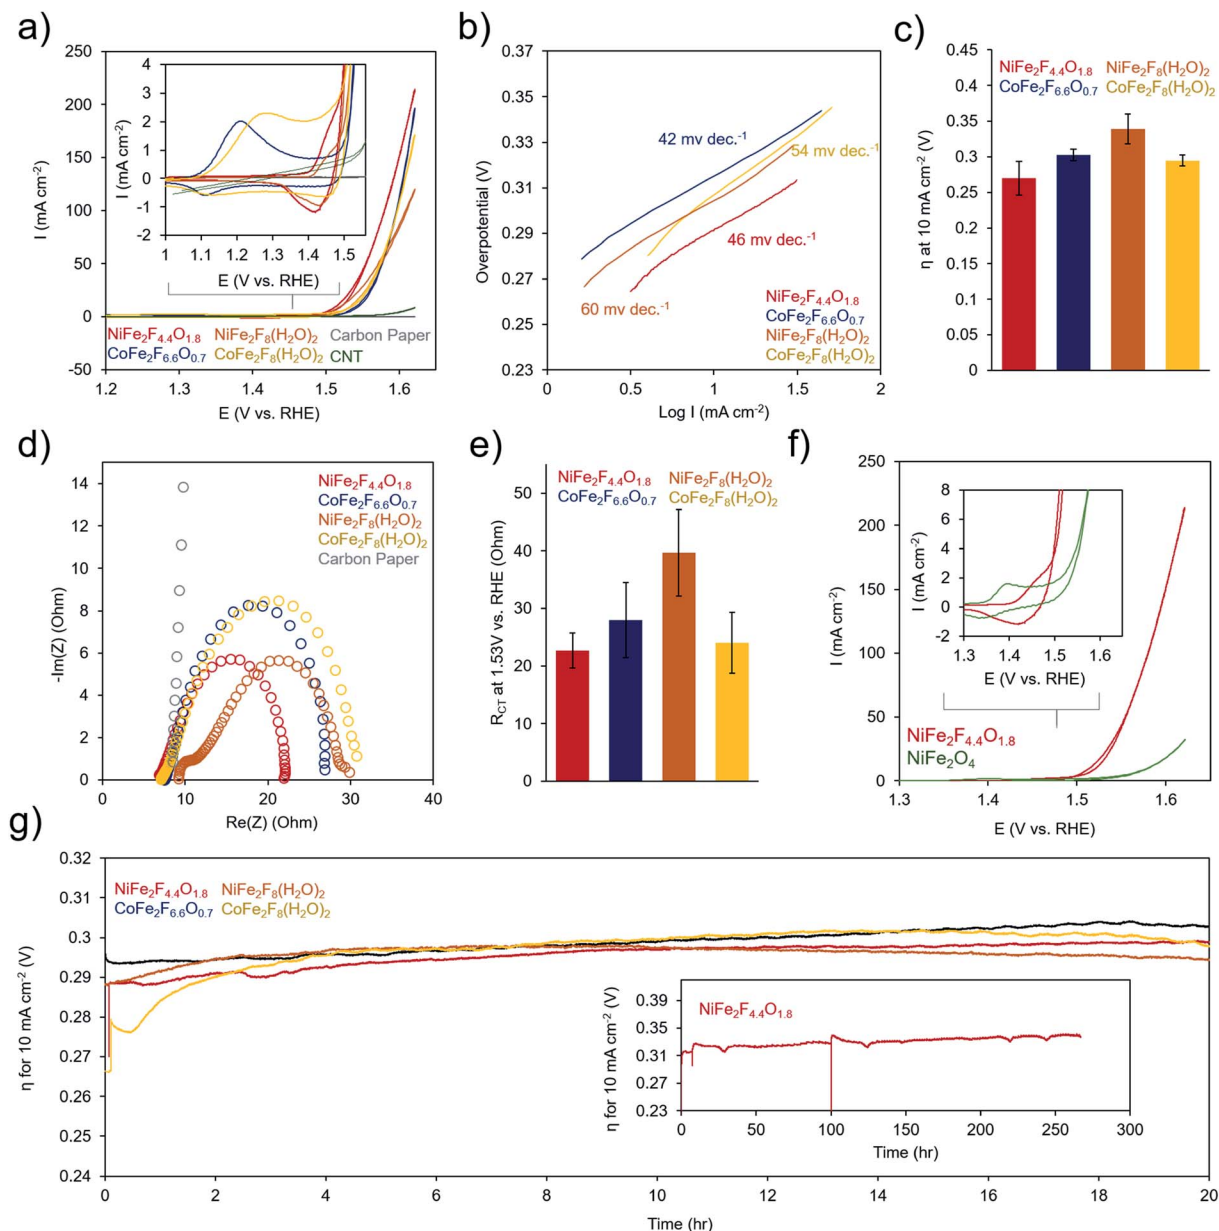 a)
250
200
150
100
50
0
-50
I (mA cm⁻²)
1.2 1.3 1.4 1.5 1.6
E (V vs. RHE)
4
3
2
1
0
-1
-2
I (mA cm⁻²)
1 1.1 1.2 1.3 1.4 1.5
E (V vs. RHE)
NiFe₂F₄.₄O₁.₈ NiFe₂F₈(H₂O)₂ Carbon Paper
CoFe₂F₆.₆O₀.₇ CoFe₂F₈(H₂O)₂ CNT
b)
0.37
0.35
0.33
0.31
0.29
0.27
0.25
0.23
Overpotential (V)
42 mv dec.⁻¹
54 mv dec.⁻¹
46 mv dec.⁻¹
60 mv dec.⁻¹
NiFe₂F₄.₄O₁.₈
CoFe₂F₆.₆O₀.₇
NiFe₂F₈(H₂O)₂
CoFe₂F₈(H₂O)₂
0 0.5 1 1.5 2
Log I (mA cm⁻²)
c)
0.45
0.4
0.35
0.3
0.25
0.2
0.15
0.1
0.05
0
η at 10 mA cm⁻² (V)
NiFe₂F₄.₄O₁.₈ NiFe₂F₈(H₂O)₂
CoFe₂F₆.₆O₀.₇ CoFe₂F₈(H₂O)₂
d)
14
12
10
8
6
4
2
0
-Im(Z) (Ohm)
NiFe₂F₄.₄O₁.₈
CoFe₂F₆.₆O₀.₇
NiFe₂F₈(H₂O)₂
CoFe₂F₈(H₂O)₂
Carbon Paper
0 10 20 30 40
Re(Z) (Ohm)
e)
50
40
30
20
10
0
R_CT at 1.53V vs. RHE (Ohm)
NiFe₂F₄.₄O₁.₈ NiFe₂F₈(H₂O)₂
CoFe₂F₆.₆O₀.₇ CoFe₂F₈(H₂O)₂
f)
250
200
150
100
50
0
I (mA cm⁻²)
8
6
4
2
0
-2
I (mA cm⁻²)
1.3 1.4 1.5 1.6
E (V vs. RHE)
NiFe₂F₄.₄O₁.₈
NiFe₂O₄
1.3 1.4 1.5 1.6
E (V vs. RHE)
g)
0.32
0.31
0.3
0.29
0.28
0.27
0.26
0.25
0.24
η for 10 mA cm⁻² (V)
NiFe₂F₄.₄O₁.₈ NiFe₂F₈(H₂O)₂
CoFe₂F₆.₆O₀.₇ CoFe₂F₈(H₂O)₂
0.39
0.35
0.31
0.27
0.23
η for 10 mA cm⁻² (V)
NiFe₂F₄.₄O₁.₈
0 50 100 150 200 250 300
Time (hr)
0 2 4 6 8 10 12 14 16 18 20
Time (hr)